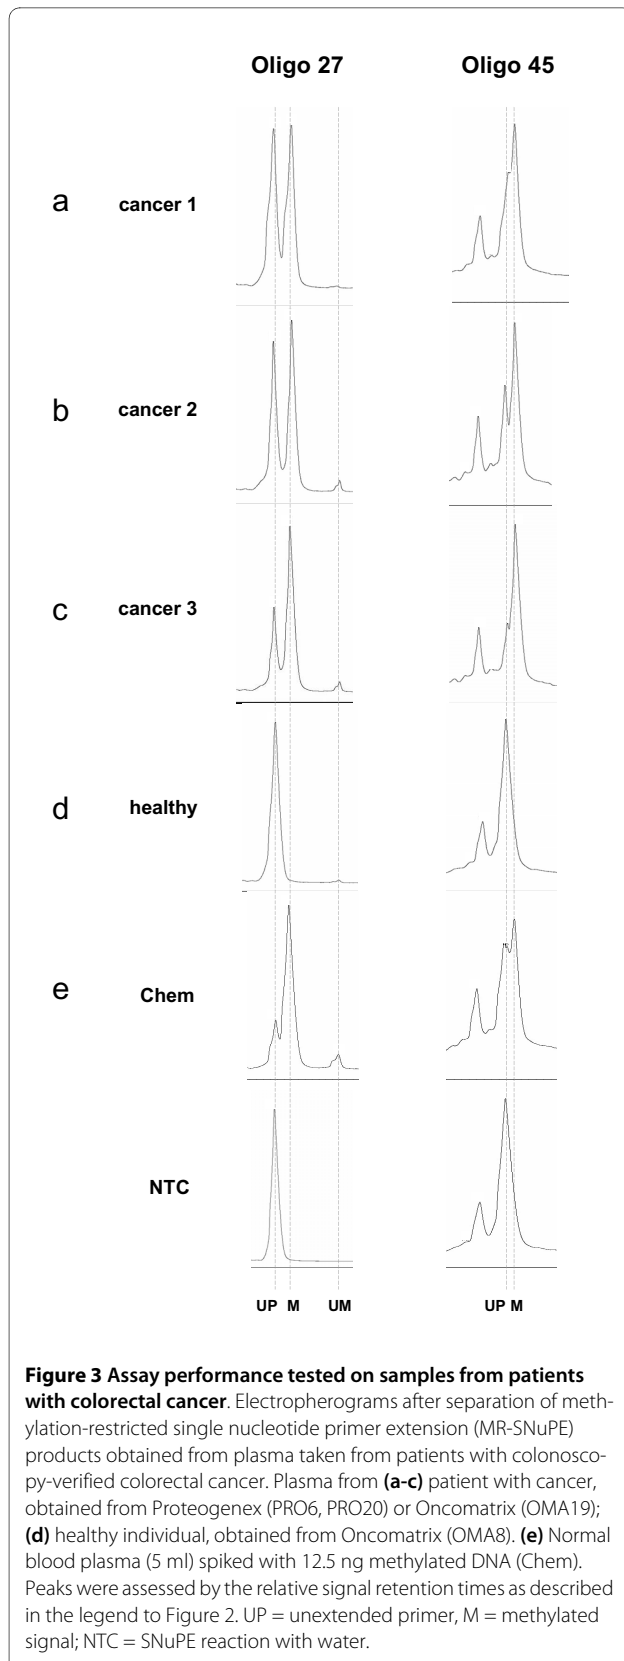 Oligo 27 Oligo 45
a cancer 1
b cancer 2
c cancer 3
d healthy
e Chem
NTC
UP M UM UP M
Figure 3 Assay performance tested on samples from patients
with colorectal cancer. Electropherograms after separation of meth-
ylation-restricted single nucleotide primer extension (MR-SNuPE)
products obtained from plasma taken from patients with colonosco-
py-verified colorectal cancer. Plasma from (a-c) patient with cancer,
obtained from Proteogenex (PRO6, PRO20) or Oncomatrix (OMA19);
(d) healthy individual, obtained from Oncomatrix (OMA8). (e) Normal
blood plasma (5 ml) spiked with 12.5 ng methylated DNA (Chem).
Peaks were assessed by the relative signal retention times as described
in the legend to Figure 2. UP = unextended primer, M = methylated
signal; NTC = SNuPE reaction with water.